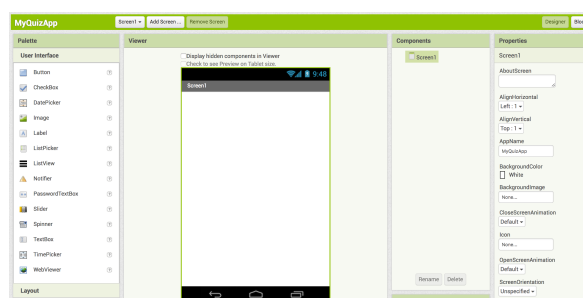 MyQuizApp
Screen1
Add Screen ...
Remove Screen
Designer
Palette
User Interface
Button
CheckBox
DatePicker
Image
Label
ListPicker
ListView
Notifier
PasswordTextBox
Slider
Spinner
TextBox
TimePicker
WebViewer
Layout
Viewer
Display hidden components in Viewer
Check to see Preview on Tablet size.
9:48
Screen1
Components
Screen1
Rename
Delete
Properties
Screen1
AboutScreen
AlignHorizontal
Left : 1
AlignVertical
Top : 1
AppName
MyQuizApp
BackgroundColor
White
BackgroundImage
None...
CloseScreenAnimation
Default
Icon
None...
OpenScreenAnimation
Default
ScreenOrientation
Unspecified